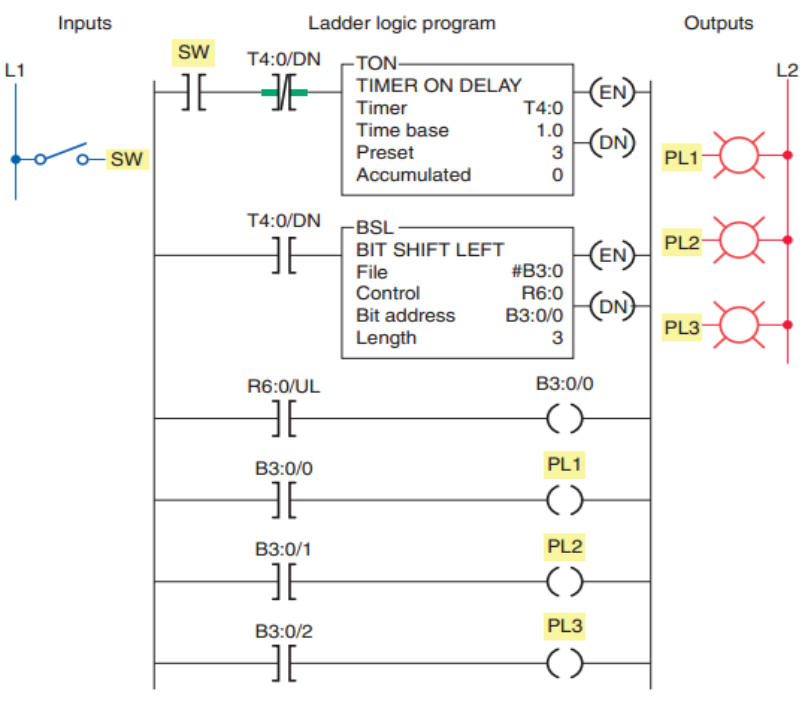 Inputs
Ladder logic program
Outputs
L1
L2
SW
SW
T4:0/DN
TON
TIMER ON DELAY
Timer T4:0
Time base 1.0
Preset 3
Accumulated 0
EN
DN
PL1
T4:0/DN
BSL
BIT SHIFT LEFT
File #B3:0
Control R6:0
Bit address B3:0/0
Length 3
EN
DN
PL2
PL3
R6:0/UL
B3:0/0
B3:0/0
PL1
B3:0/1
PL2
B3:0/2
PL3